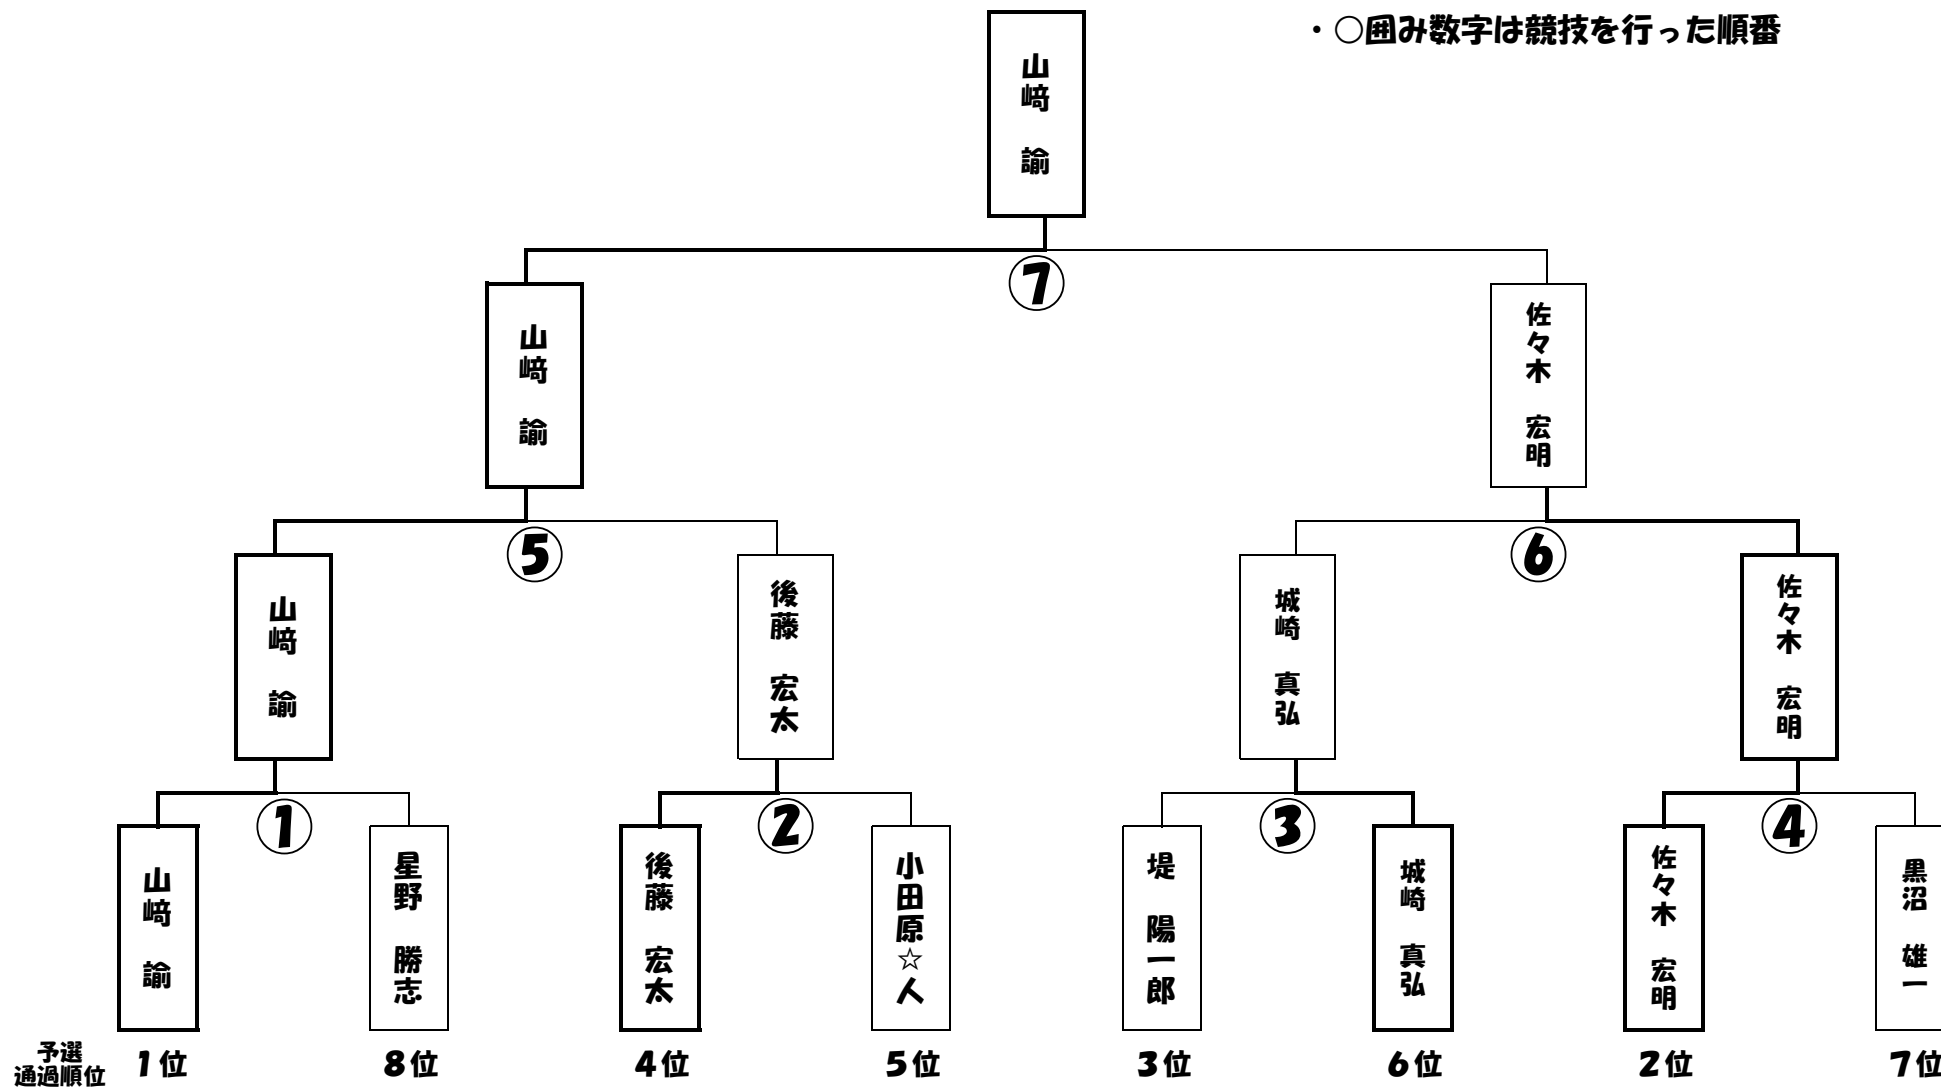 ・○囲み数字は競技を行った順番
山﨑 諭
⑦
山﨑 諭
佐々木 宏明
⑤
⑥
山﨑 諭
後藤 宏太
城崎 真弘
佐々木 宏明
①
②
③
④
山﨑 諭
星野 勝志
後藤 宏太
小田原☆人
堤 陽一郎
城崎 真弘
佐々木 宏明
黒沼 雄一
予選
通過順位
1位
8位
4位
5位
3位
6位
2位
7位